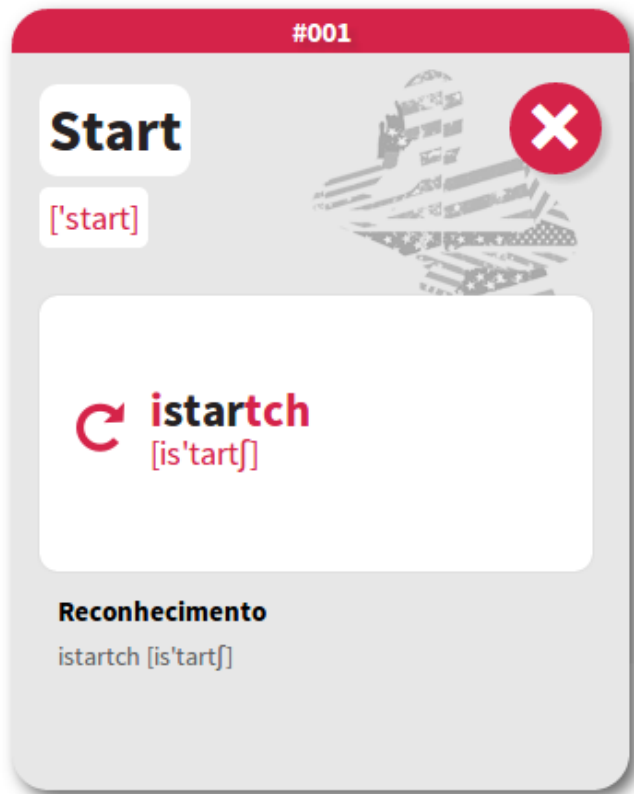 #001
Start
['start]
istartch
[is'tartʃ]
Reconhecimento
istartch [is'tartʃ]